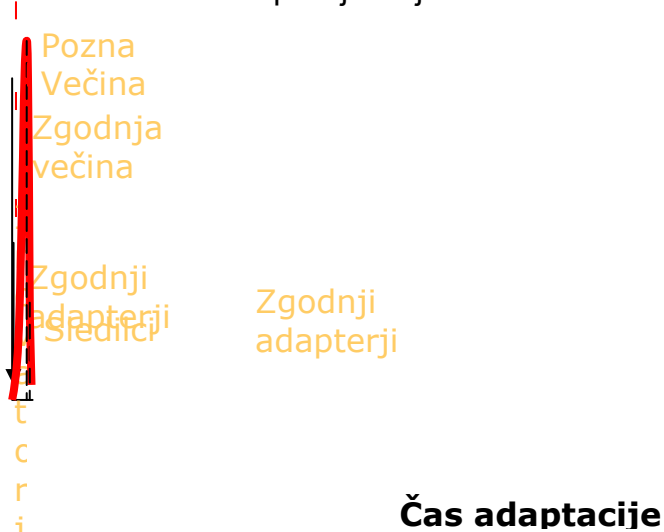 Pozna
Večina
Zgodnja
večina
Zgodnji
adapterji
Sledilci
Zgodnji
adapterji
t
r
j
Čas adaptacije